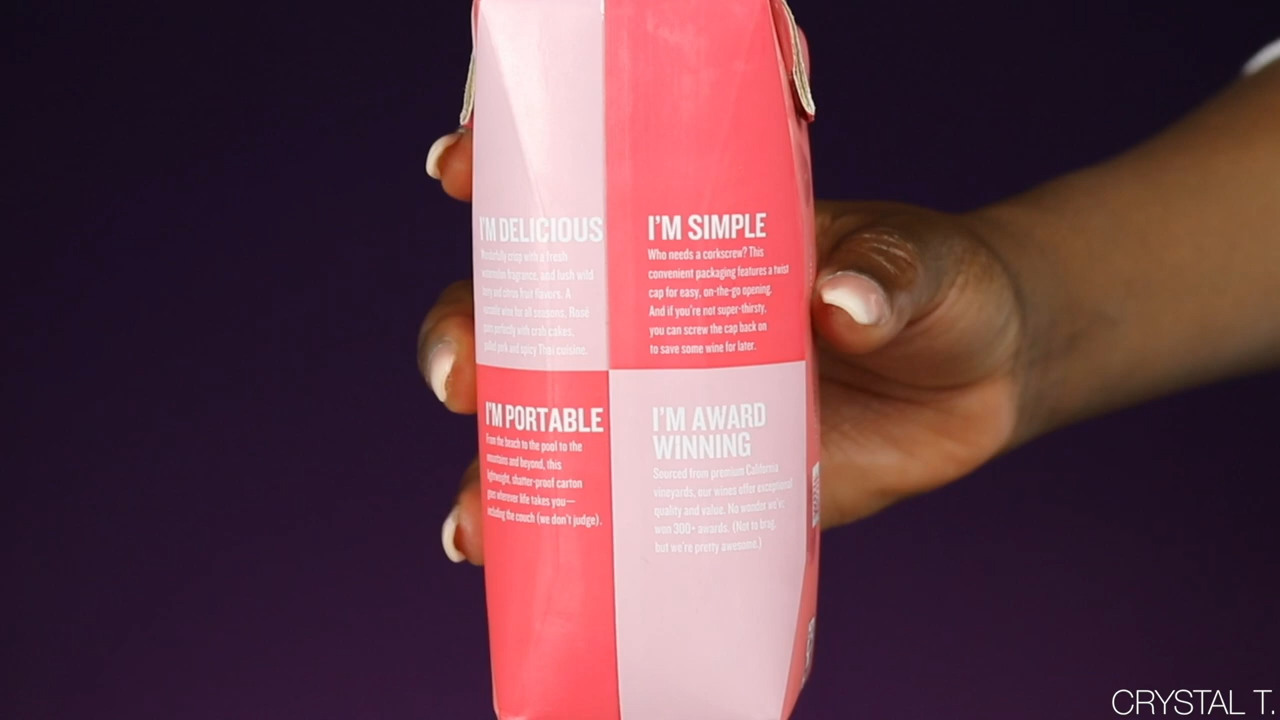 I'M DELICIOUS
Wonderfully crisp with a fresh
watermelon fragrance, and lush wild
berry and citrus fruit flavors. A
versatile wine for all seasons, Rosé
pairs perfectly with crab cakes,
pulled pork and spicy Thai cuisine.
I'M SIMPLE
Who needs a corkscrew? This
convenient packaging features a twist
cap for easy, on-the-go opening.
And if you're not super-thirsty,
you can screw the cap back on
to save some wine for later.
I'M PORTABLE
From the beach to the pool to the
mountains and beyond, this
lightweight, shatter-proof carton
goes wherever life takes you—
including the couch (we don't judge).
I'M AWARD
WINNING
Sourced from premium California
vineyards, our wines offer exceptional
quality and value. No wonder we've
won 300+ awards. (Not to brag,
but we're pretty awesome.)
CRYSTAL T.